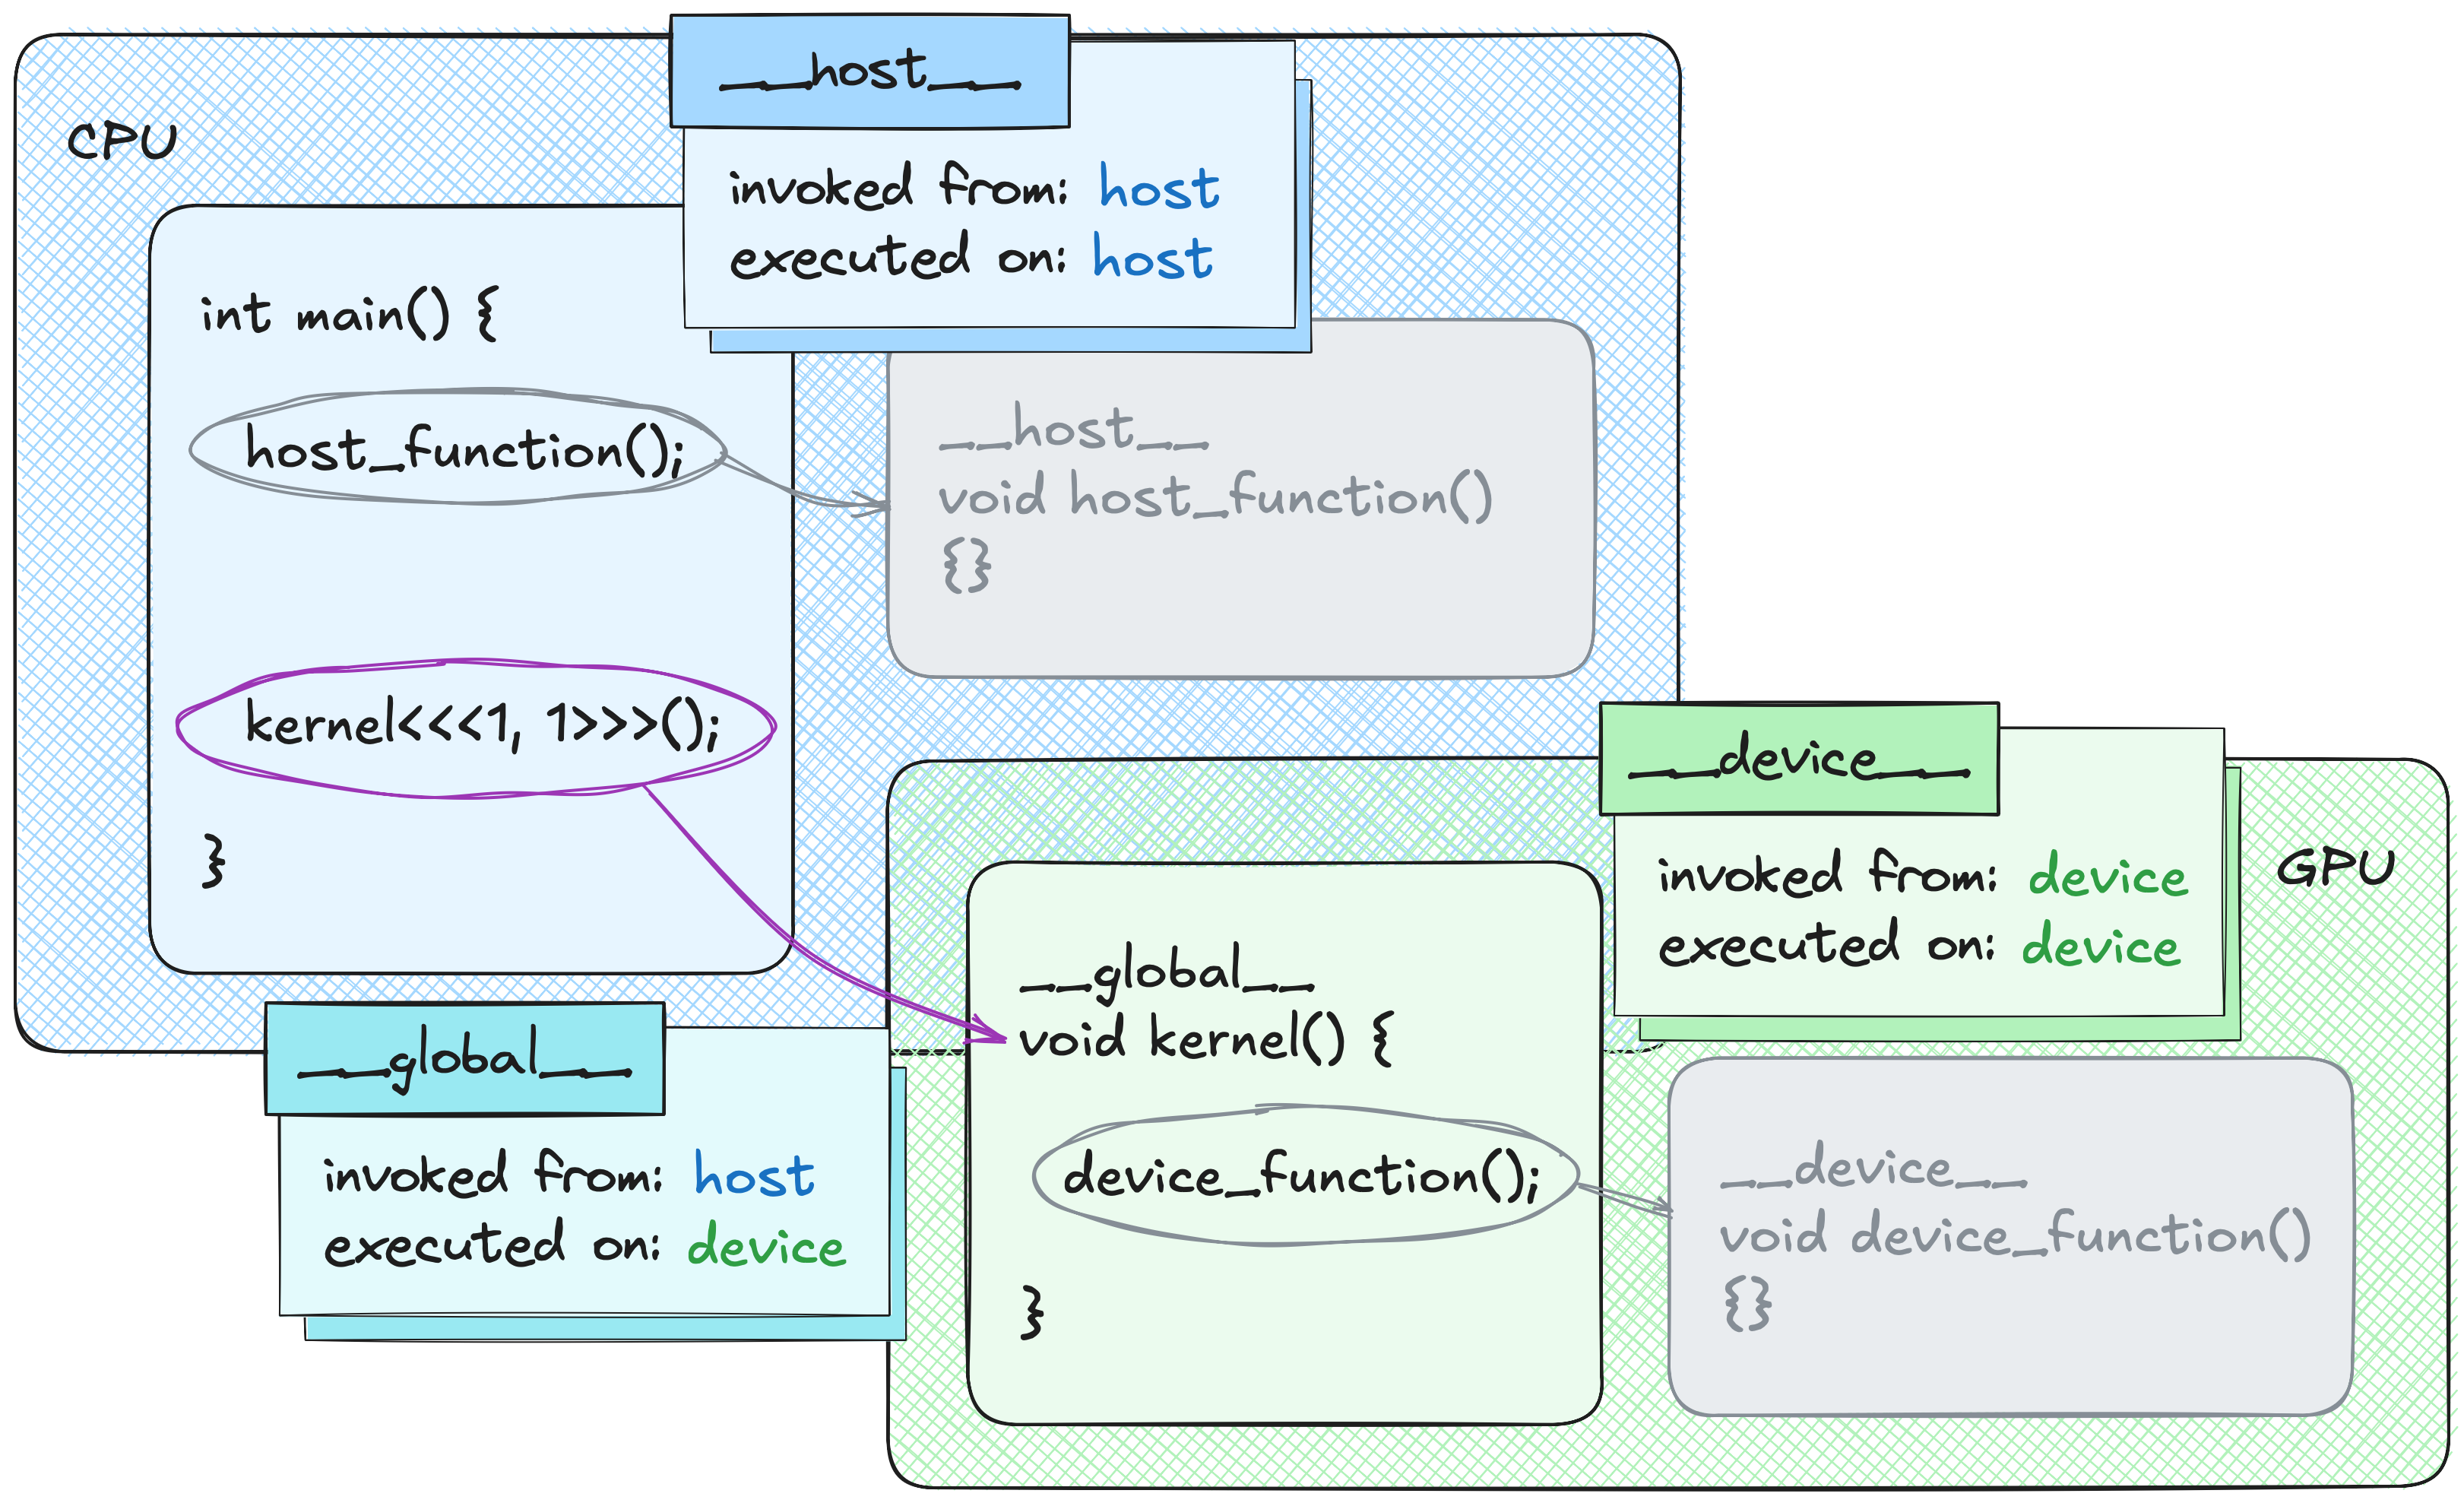 CPU
__host__
invoked from: host
executed on: host
int main() {
host_function();
kernel<<<1, 1>>>();
}
__host__
void host_function()
{}
__global__
invoked from: host
executed on: device
GPU
__device__
invoked from: device
executed on: device
__global__
void kernel() {
device_function();
}
__device__
void device_function()
{}